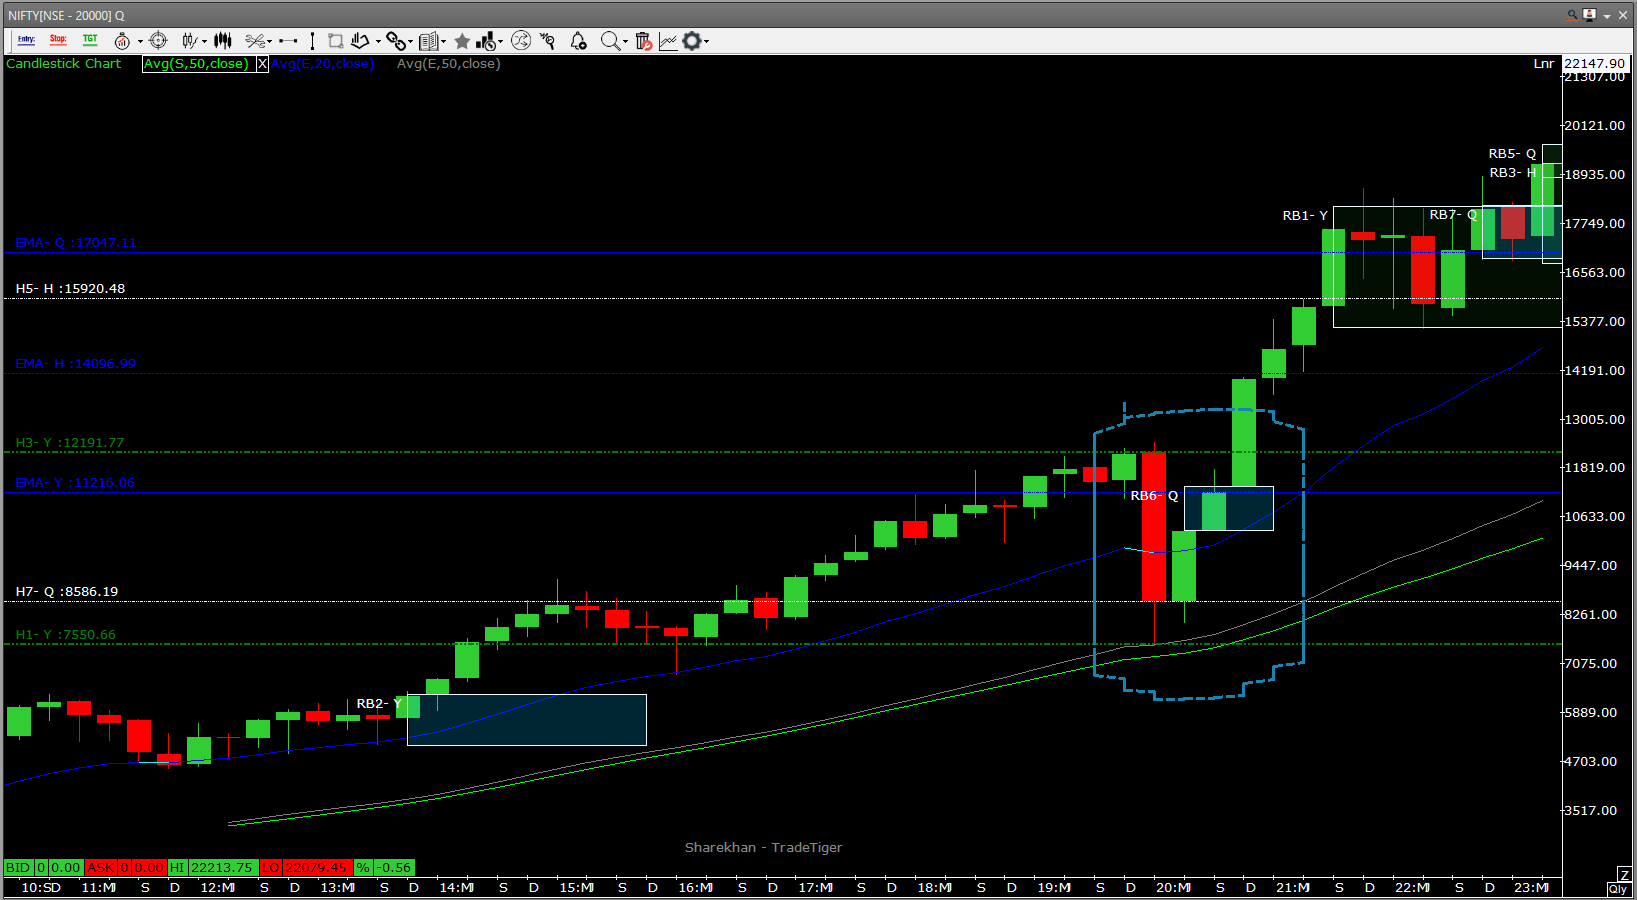 NIFTY[NSE - 20000] Q
Entry: Stop: TGT
Candlestick Chart Avg(S,50,close) X Avg(E,20,close) Avg(E,50,close) Lnr 22147.90
21307.00
20121.00
RB5- Q
RB3- H 18935.00
RB1- Y RB7- Q
17749.00
EMA- Q :17047.11
16563.00
H5- H :15920.48
15377.00
EMA- H :14096.99
14191.00
13005.00
H3- Y :12191.77
11819.00
EMA- Y :11216.06
RB6- Q
10633.00
9447.00
H7- Q :8586.19
8261.00
H1- Y :7550.66
7075.00
RB2- Y
5889.00
4703.00
3517.00
Sharekhan - TradeTiger
BID 0 0.00 ASK 0 0.00 HI 22213.75 LO 22079.45 % -0.56
Z
10:SD 11:M S D 12:M S D 13:M S D 14:M S D 15:M S D 16:M S D 17:M S D 18:M S D 19:M S D 20:M S D 21:M S D 22:M S D 23:M Qly